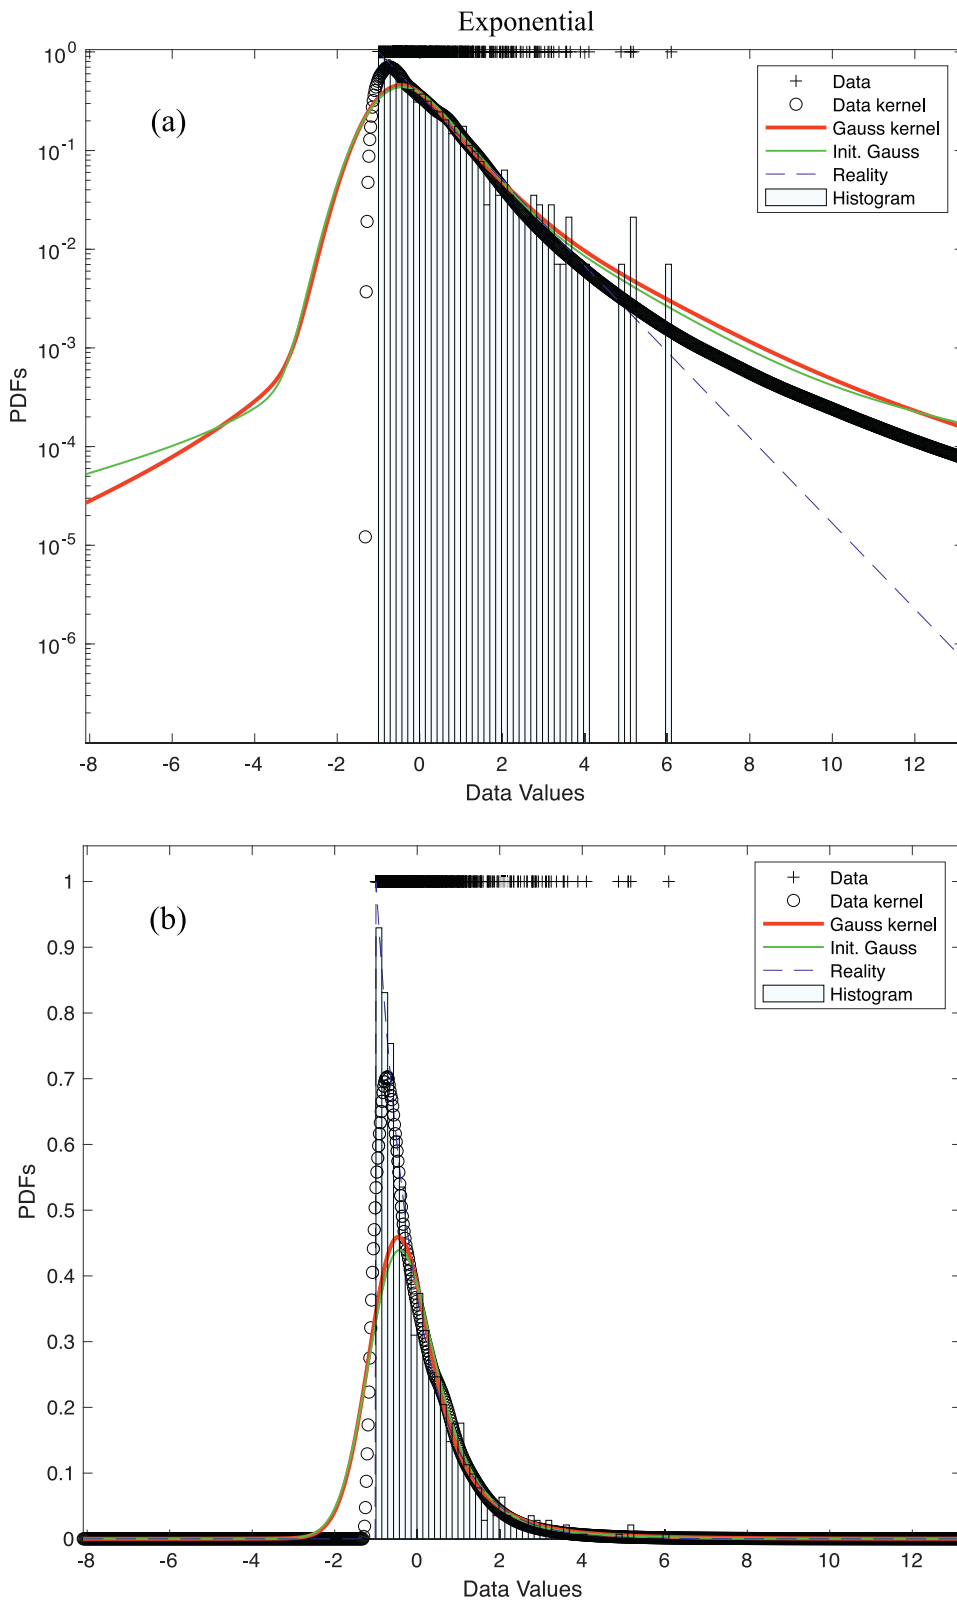 Exponential
(a)
10^0
10^-1
10^-2
10^-3
10^-4
10^-5
10^-6
PDFs
-8 -6 -4 -2 0 2 4 6 8 10 12
Data Values
Data
Data kernel
Gauss kernel
Init. Gauss
Reality
Histogram
(b)
1
0.9
0.8
0.7
0.6
0.5
0.4
0.3
0.2
0.1
0
PDFs
-8 -6 -4 -2 0 2 4 6 8 10 12
Data Values
Data
Data kernel
Gauss kernel
Init. Gauss
Reality
Histogram